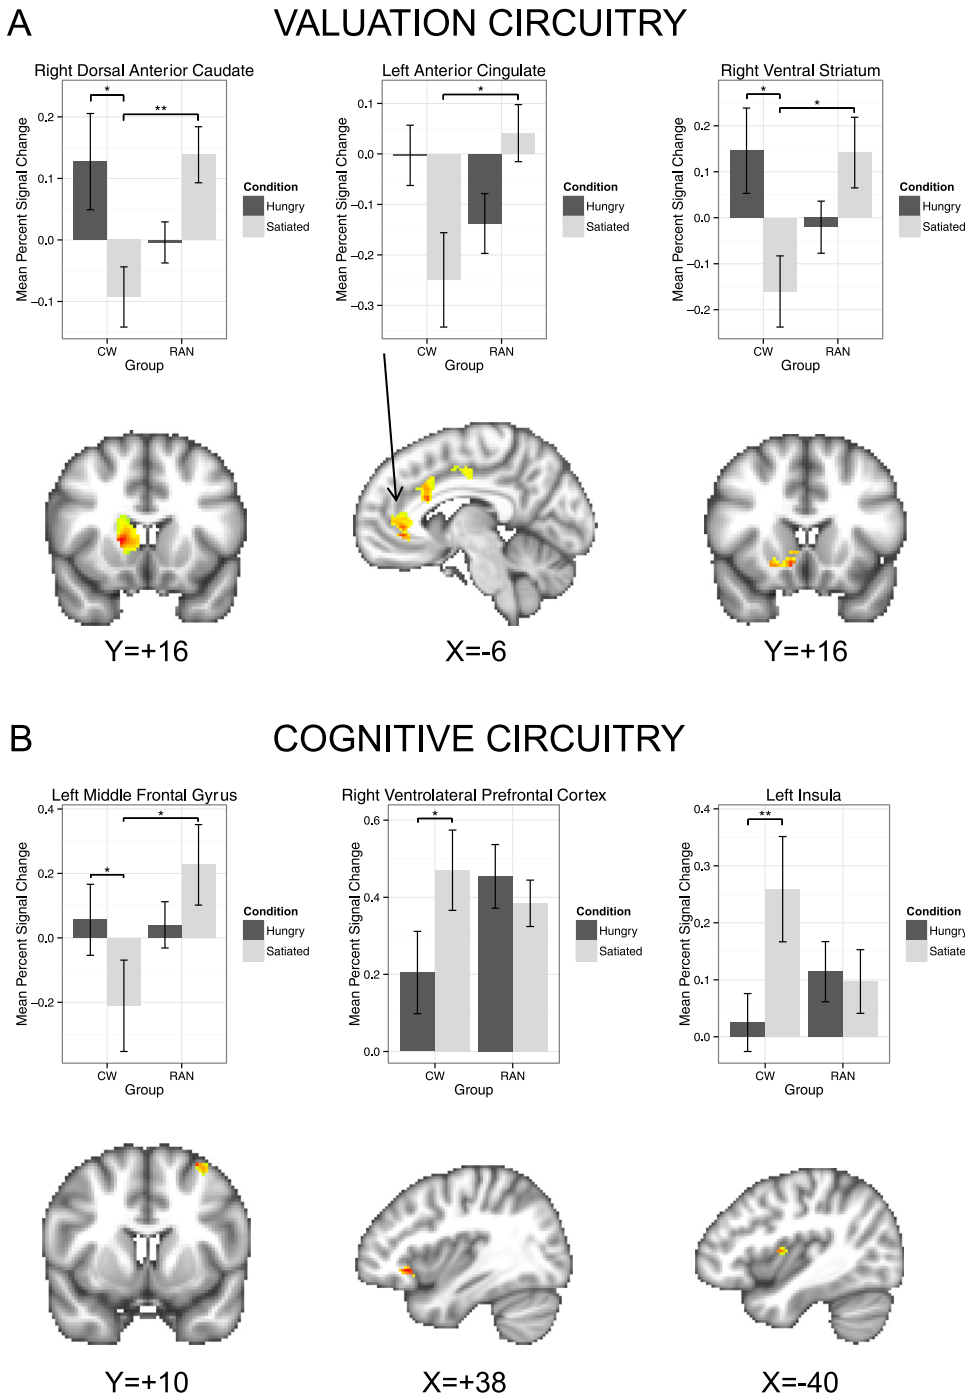 A
VALUATION CIRCUITRY
Right Dorsal Anterior Caudate
Mean Percent Signal Change
0.2
0.1
0.0
−0.1
*
**
CW
RAN
Group
Condition
Hungry
Satiated
Left Anterior Cingulate
Mean Percent Signal Change
0.1
0.0
−0.1
−0.2
−0.3
*
CW
RAN
Group
Condition
Hungry
Satiated
Right Ventral Striatum
Mean Percent Signal Change
0.2
0.1
0.0
−0.1
−0.2
*
*
CW
RAN
Group
Condition
Hungry
Satiated
Y=+16
X=-6
Y=+16
B
COGNITIVE CIRCUITRY
Left Middle Frontal Gyrus
Mean Percent Signal Change
0.4
0.2
0.0
−0.2
*
*
CW
RAN
Group
Condition
Hungry
Satiated
Right Ventrolateral Prefrontal Cortex
Mean Percent Signal Change
0.6
0.4
0.2
0.0
*
CW
RAN
Group
Condition
Hungry
Satiated
Left Insula
Mean Percent Signal Change
0.4
0.3
0.2
0.1
0.0
**
CW
RAN
Group
Condition
Hungry
Satiated
Y=+10
X=+38
X=-40